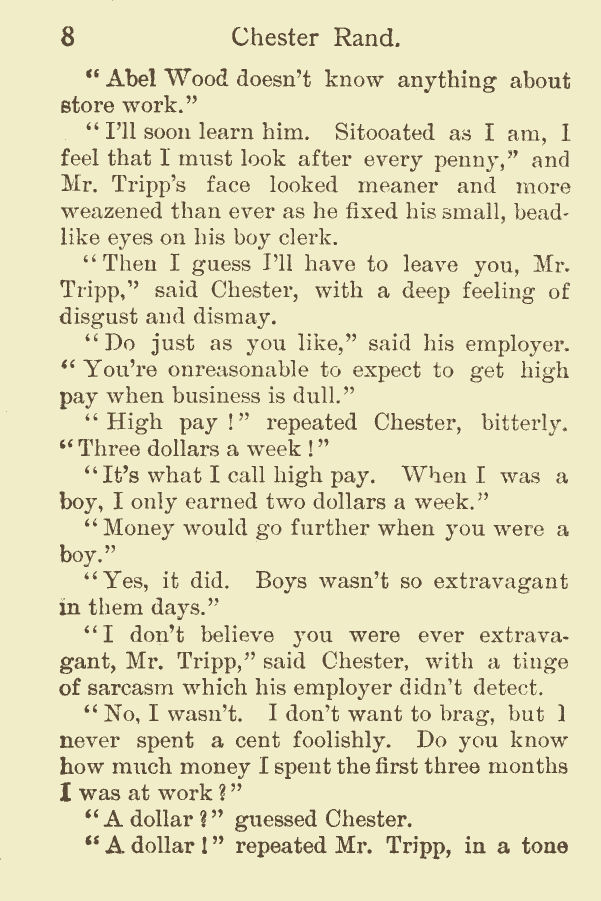 8 Chester Rand.
“Abel Wood doesn’t know anything about
store work.”
“I’ll soon learn him. Sitooated as I am, I
feel that I must look after every penny,” and
Mr. Tripp’s face looked meaner and more
weazened than ever as he fixed his small, bead-
like eyes on his boy clerk.
“Then I guess I’ll have to leave you, Mr.
Tripp,” said Chester, with a deep feeling of
disgust and dismay.
“Do just as you like,” said his employer.
“You’re onreasonable to expect to get high
pay when business is dull.”
“High pay!” repeated Chester, bitterly.
“Three dollars a week!”
“It’s what I call high pay. When I was a
boy, I only earned two dollars a week.”
“Money would go further when you were a
boy.”
“Yes, it did. Boys wasn’t so extravagant
in them days.”
“I don’t believe you were ever extrava-
gant, Mr. Tripp,” said Chester, with a tinge
of sarcasm which his employer didn’t detect.
“No, I wasn’t. I don’t want to brag, but I
never spent a cent foolishly. Do you know
how much money I spent the first three months
I was at work?”
“A dollar?” guessed Chester.
“A dollar!” repeated Mr. Tripp, in a tone